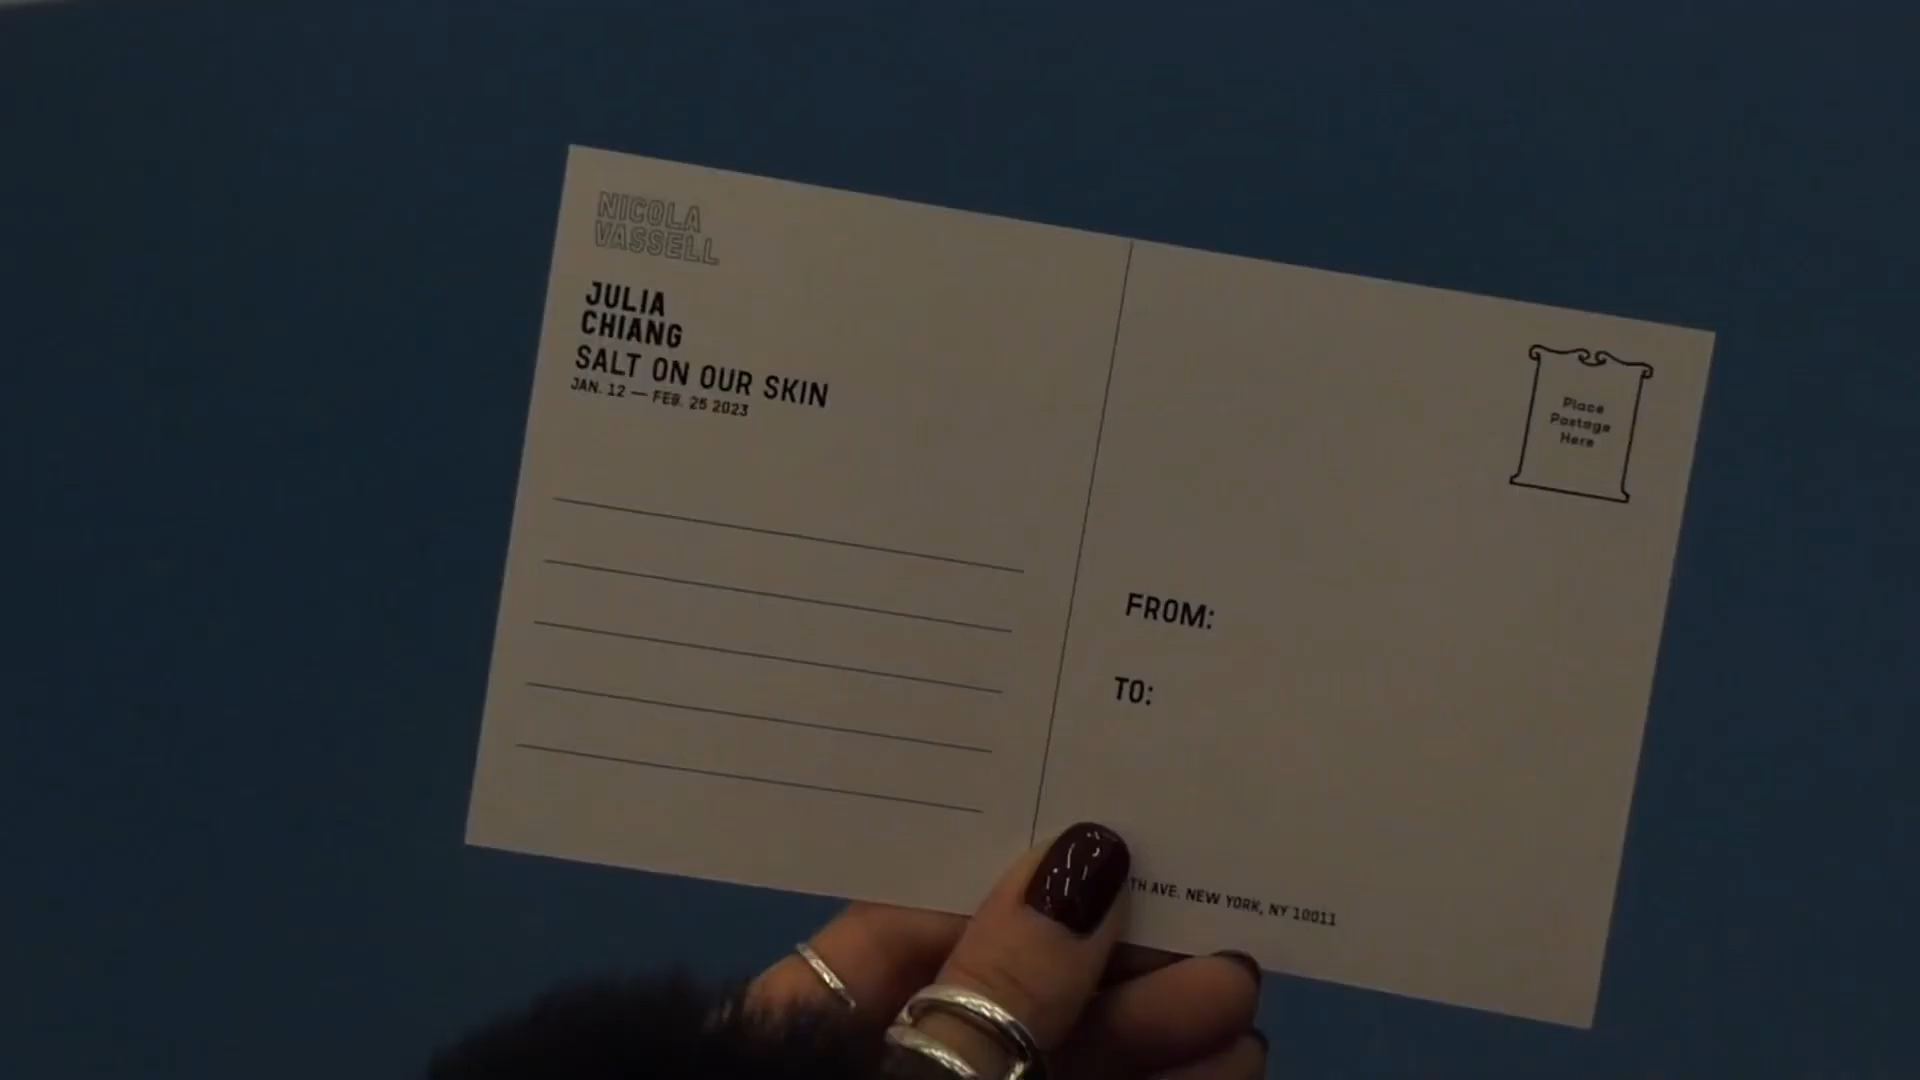 NICOLA
VASSELL
JULIA
CHIANG
SALT ON OUR SKIN
JAN. 12 — FEB. 25 2023
Place
Postage
Here
FROM:
TO:
TH AVE. NEW YORK, NY 10011